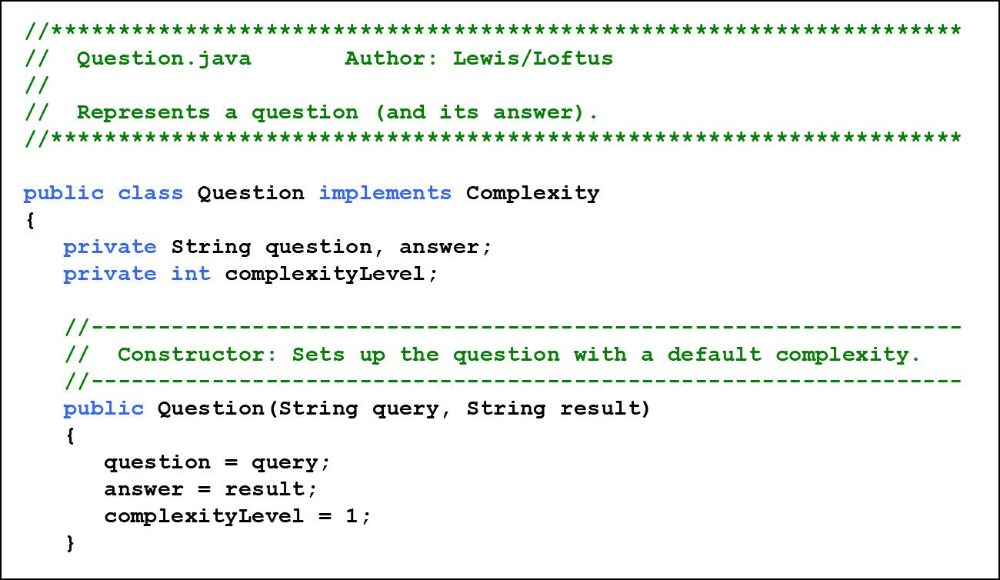 //********************************************************************
//  Question.java       Author: Lewis/Loftus
//
//  Represents a question (and its answer).
//********************************************************************
public class Question implements Complexity
{
   private String question, answer;
   private int complexityLevel;
   //-----------------------------------------------------------------
   //  Constructor: Sets up the question with a default complexity.
   //-----------------------------------------------------------------
   public Question(String query, String result)
   {
      question = query;
      answer = result;
      complexityLevel = 1;
   }